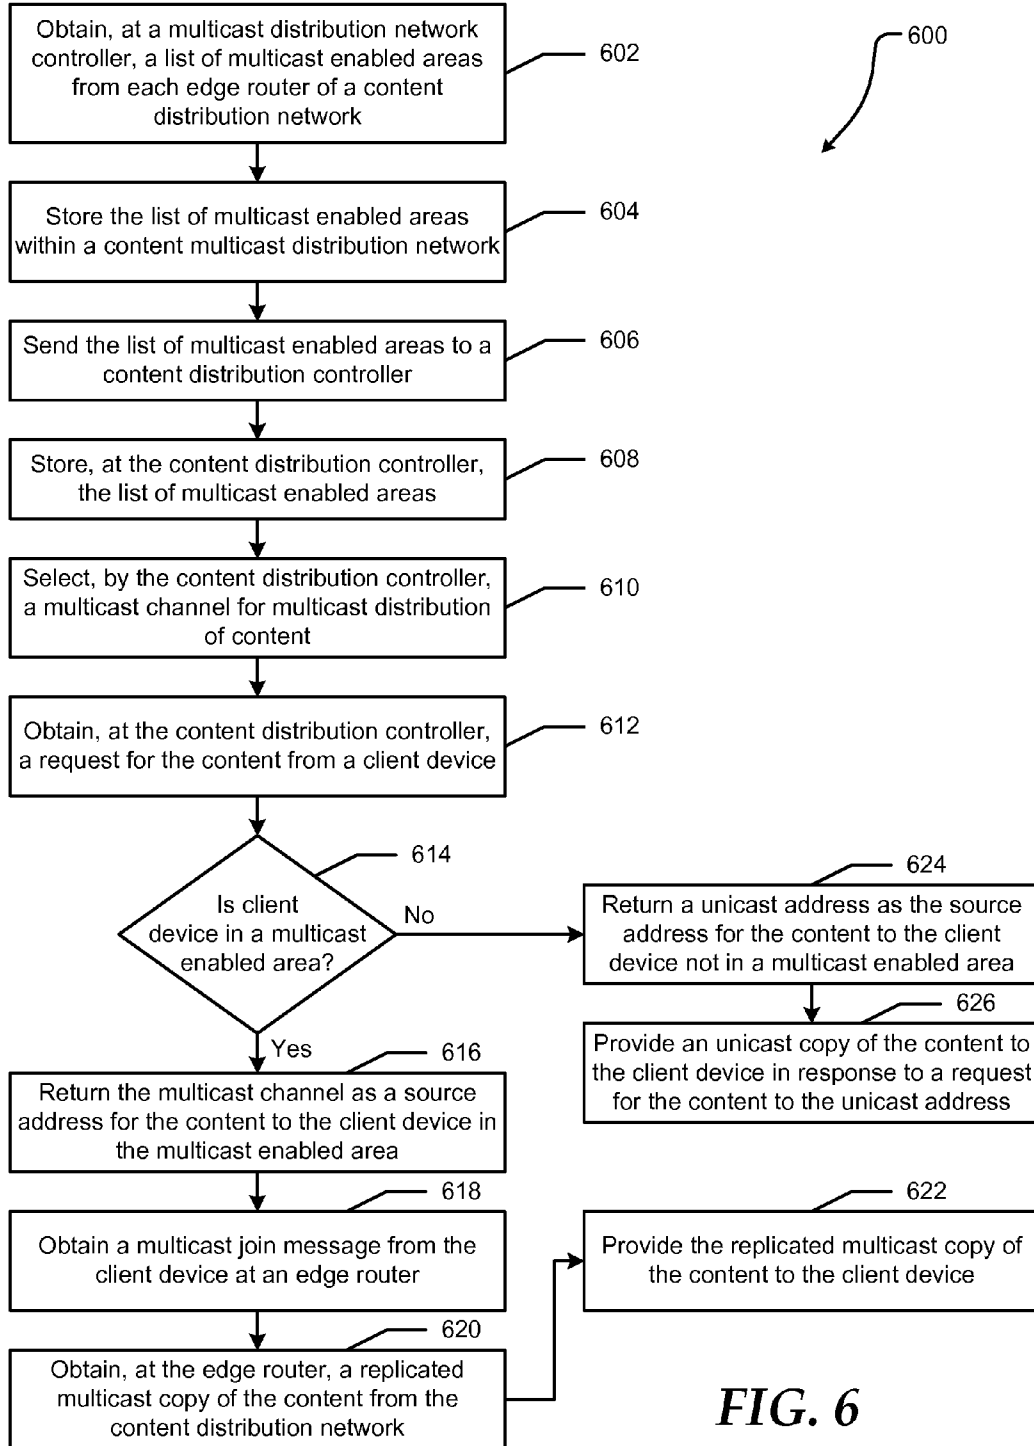 Obtain, at a multicast distribution network
controller, a list of multicast enabled areas
from each edge router of a content
distribution network
602
600
Store the list of multicast enabled areas
within a content multicast distribution network
604
Send the list of multicast enabled areas to a
content distribution controller
606
Store, at the content distribution controller,
the list of multicast enabled areas
608
Select, by the content distribution controller,
a multicast channel for multicast distribution
of content
610
Obtain, at the content distribution controller,
a request for the content from a client device
612
614
Is client
device in a multicast
enabled area?
No
Yes
624
Return a unicast address as the source
address for the content to the client
device not in a multicast enabled area
626
Provide an unicast copy of the content to
the client device in response to a request
for the content to the unicast address
616
Return the multicast channel as a source
address for the content to the client device in
the multicast enabled area
618
Obtain a multicast join message from the
client device at an edge router
620
Obtain, at the edge router, a replicated
multicast copy of the content from the
content distribution network
622
Provide the replicated multicast copy of
the content to the client device
FIG. 6